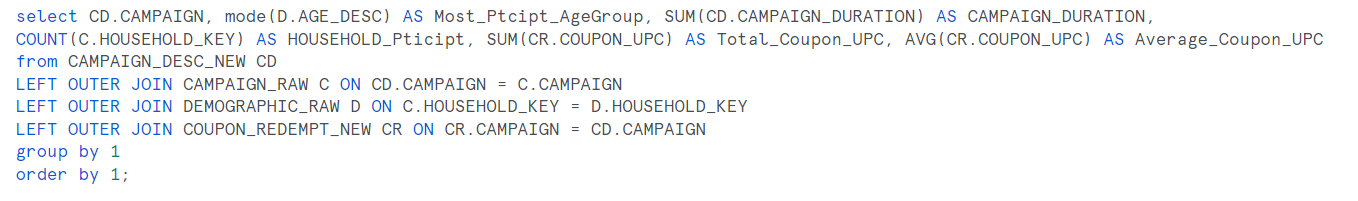 select CD.CAMPAIGN, mode(D.AGE_DESC) AS Most_Ptcipt_AgeGroup, SUM(CD.CAMPAIGN_DURATION) AS CAMPAIGN_DURATION,
COUNT(C.HOUSEHOLD_KEY) AS HOUSEHOLD_Pticipt, SUM(CR.COUPON_UPC) AS Total_Coupon_UPC, AVG(CR.COUPON_UPC) AS Average_Coupon_UPC
from CAMPAIGN_DESC_NEW CD
LEFT OUTER JOIN CAMPAIGN_RAW C ON CD.CAMPAIGN = C.CAMPAIGN
LEFT OUTER JOIN DEMOGRAPHIC_RAW D ON C.HOUSEHOLD_KEY = D.HOUSEHOLD_KEY
LEFT OUTER JOIN COUPON_REDEMPT_NEW CR ON CR.CAMPAIGN = CD.CAMPAIGN
group by 1
order by 1;